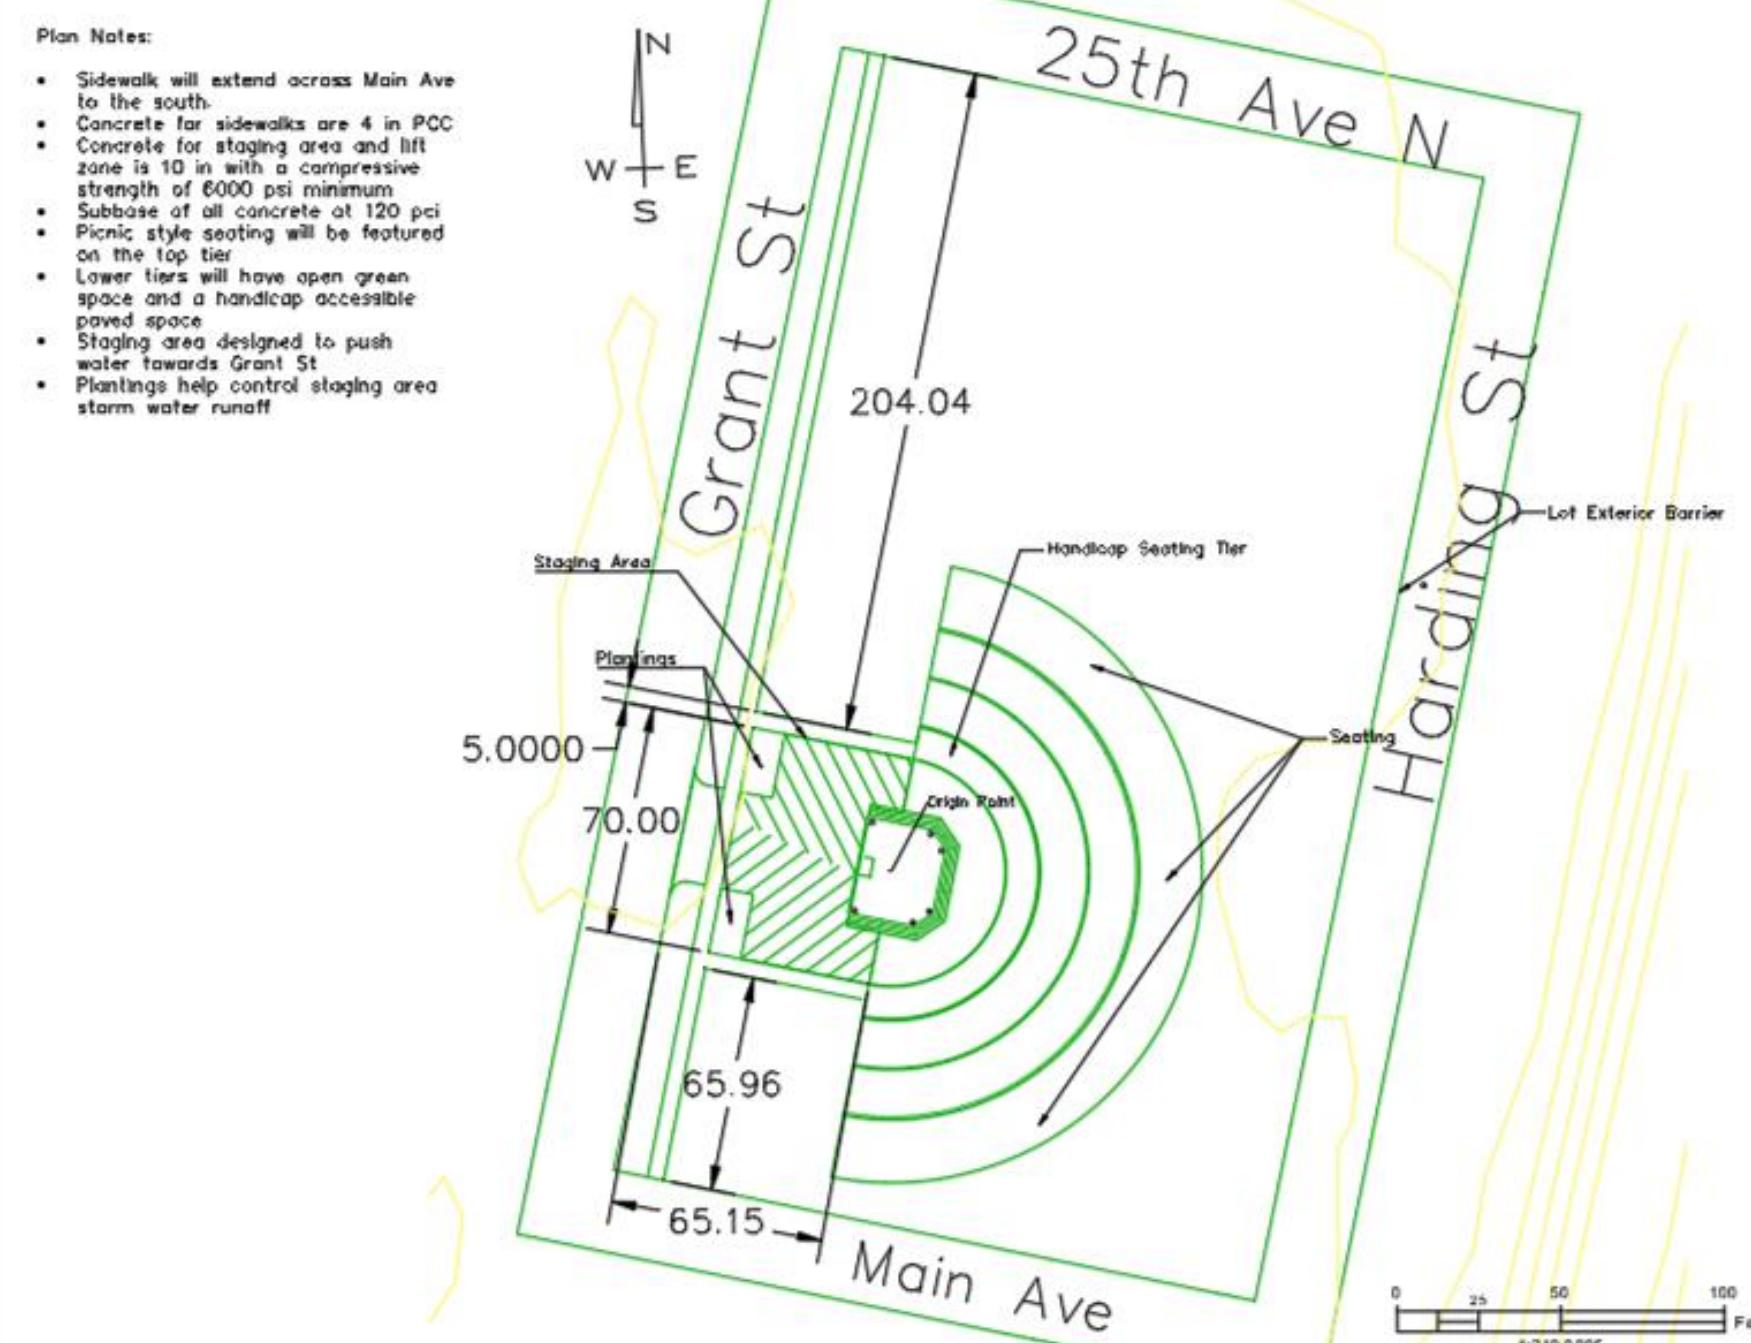 Plan Notes:
• Sidewalk will extend across Main Ave
to the south.
• Concrete for sidewalks are 4 in PCC
• Concrete for staging area and lift
zone is 10 in with a compressive
strength of 6000 psi minimum
• Subbase of all concrete at 120 pci
• Picnic style seating will be featured
on the top tier
• Lower tiers will have open green
space and a handicap accessible
paved space
• Staging area designed to push
water towards Grant St
• Plantings help control staging area
storm water runoff
N
W E
S
25th Ave N
Grant St
204.04
Harding St
Lot Exterior Barrier
Handicap Seating Tier
Staging Area
Plantings
5.0000
Seating
Origin Point
70.00
65.96
65.15
Main Ave
0 25 50 100